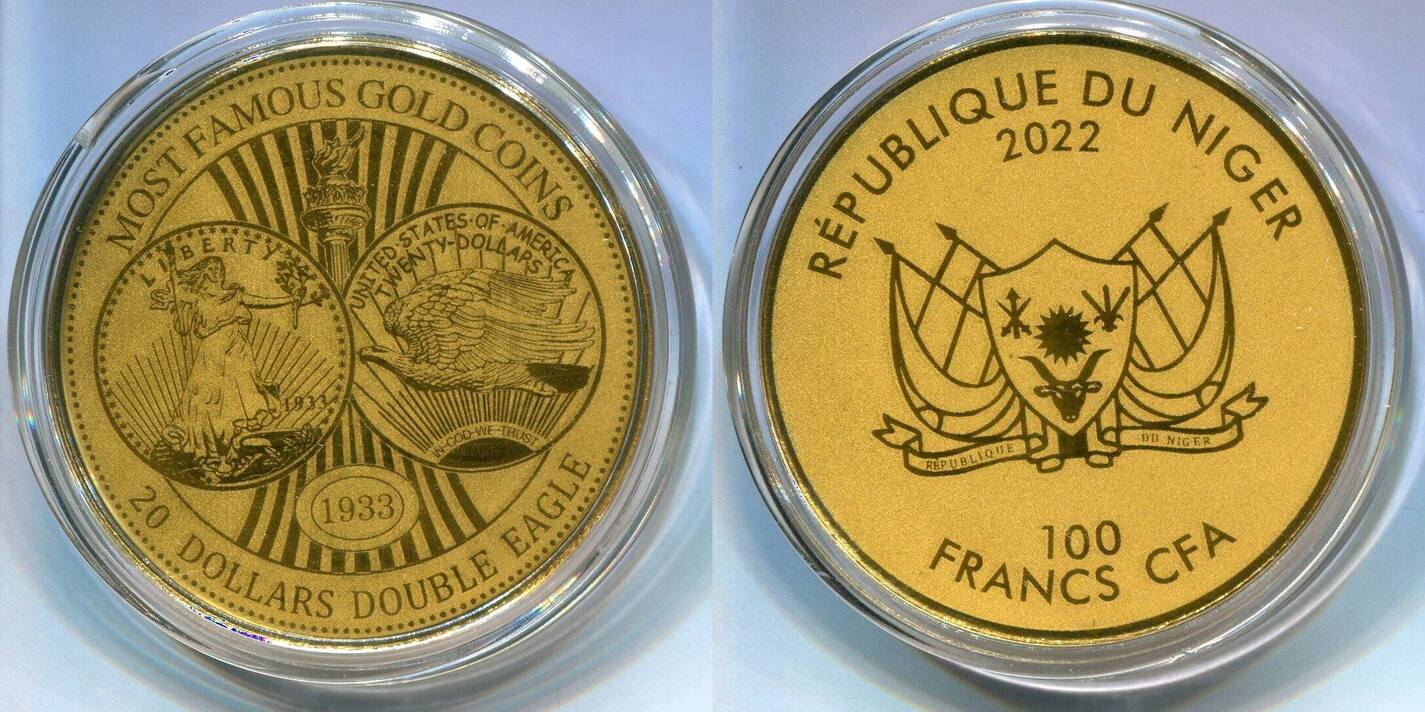 MOST FAMOUS GOLD COINS
LIBERTY
1933
UNITED·STATES·OF·AMERICA
TWENTY·DOLLARS
IN·GOD·WE·TRUST
1933
20 DOLLARS DOUBLE EAGLE
RÉPUBLIQUE DU NIGER
2022
RÉPUBLIQUE
DU NIGER
100
FRANCS CFA